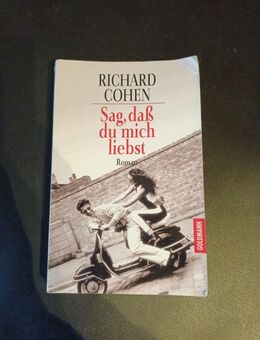 RICHARD
COHEN
Sag, daß
du mich
liebst
Roman
GOLDMANN